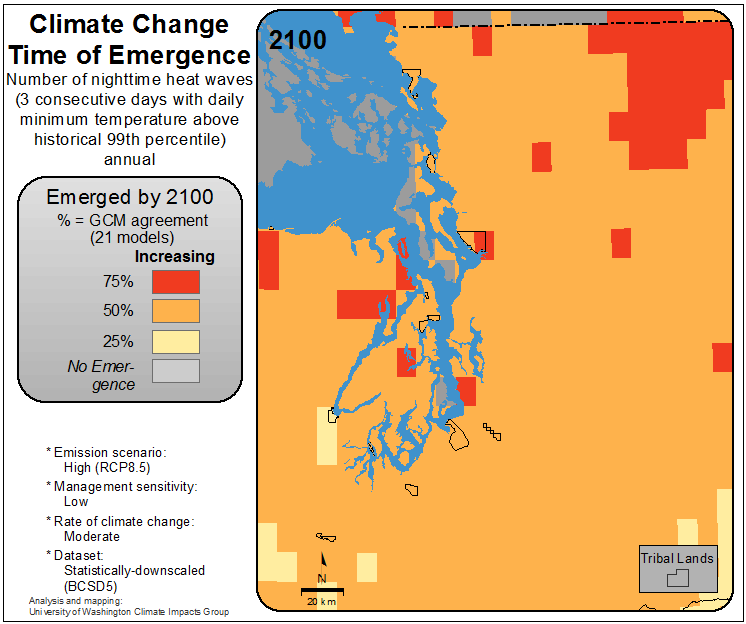 Climate Change
Time of Emergence
Number of nighttime heat waves
(3 consecutive days with daily
minimum temperature above
historical 99th percentile)
annual
Emerged by 2100
% = GCM agreement
(21 models)
Increasing
75%
50%
25%
No Emer-
gence
* Emission scenario:
High (RCP8.5)
* Management sensitivity:
Low
* Rate of climate change:
Moderate
* Dataset:
Statistically-downscaled
(BCSD5)
Analysis and mapping:
University of Washington Climate Impacts Group
2100
N
20 km
Tribal Lands